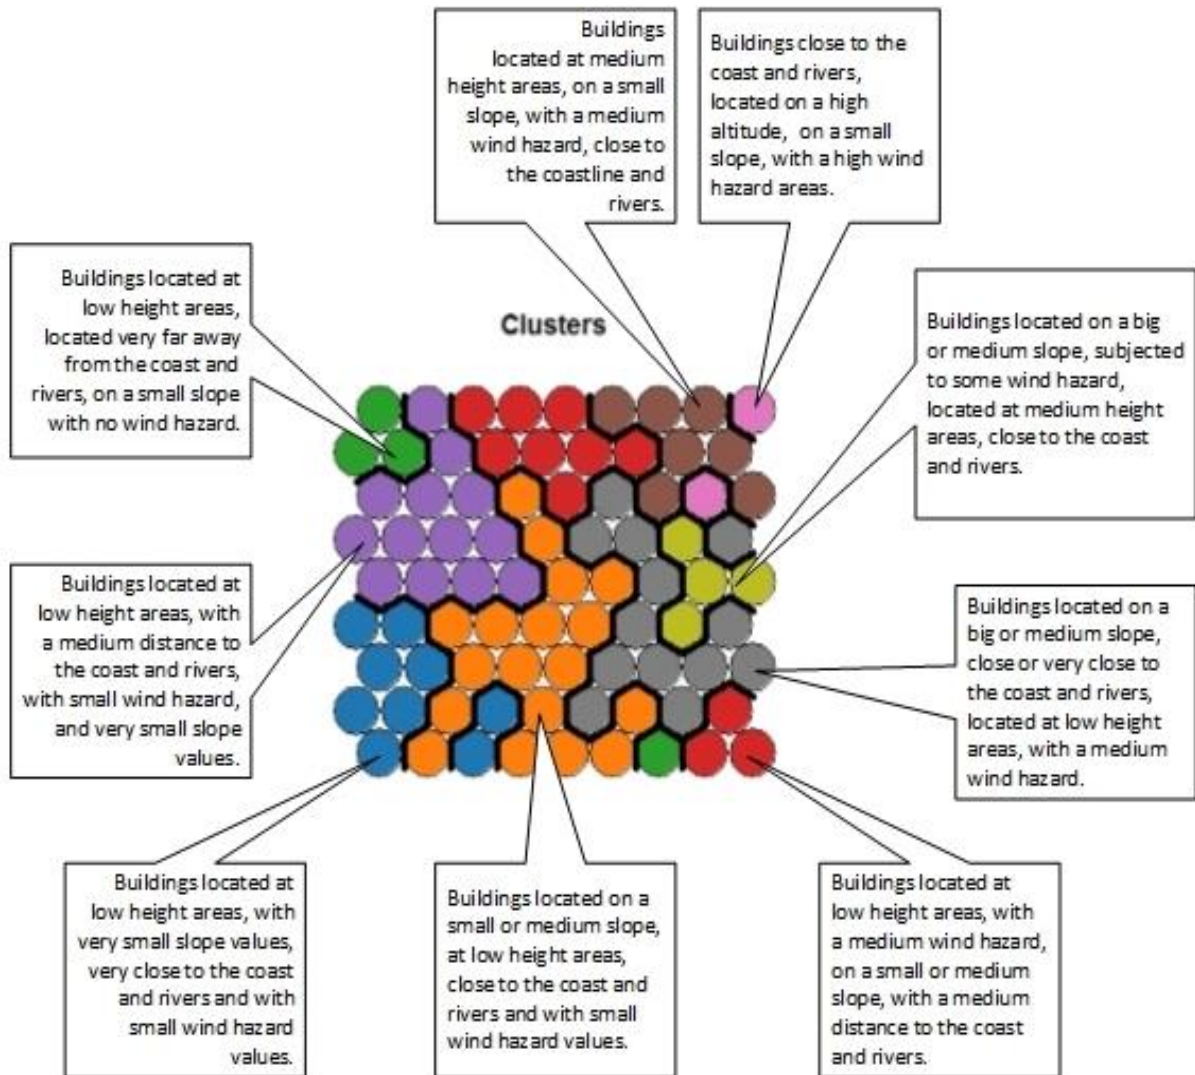 Buildings
located at medium
height areas, on a small
slope, with a medium
wind hazard, close to
the coastline and
rivers.
Buildings close to the
coast and rivers,
located on a high
altitude, on a small
slope, with a high wind
hazard areas.
Buildings located at
low height areas,
located very far away
from the coast and
rivers, on a small slope
with no wind hazard.
Clusters
Buildings located on a big
or medium slope, subjected
to some wind hazard,
located at medium height
areas, close to the coast
and rivers.
Buildings located at
low height areas, with
a medium distance to
the coast and rivers,
with small wind hazard,
and very small slope
values.
Buildings located on a
big or medium slope,
close or very close to
the coast and rivers,
located at low height
areas, with a medium
wind hazard.
Buildings located at
low height areas, with
very small slope values,
very close to the coast
and rivers and with
small wind hazard
values.
Buildings located on a
small or medium slope,
at low height areas,
close to the coast and
rivers and with small
wind hazard values.
Buildings located at
low height areas, with
a medium wind hazard,
on a small or medium
slope, with a medium
distance to the coast
and rivers.